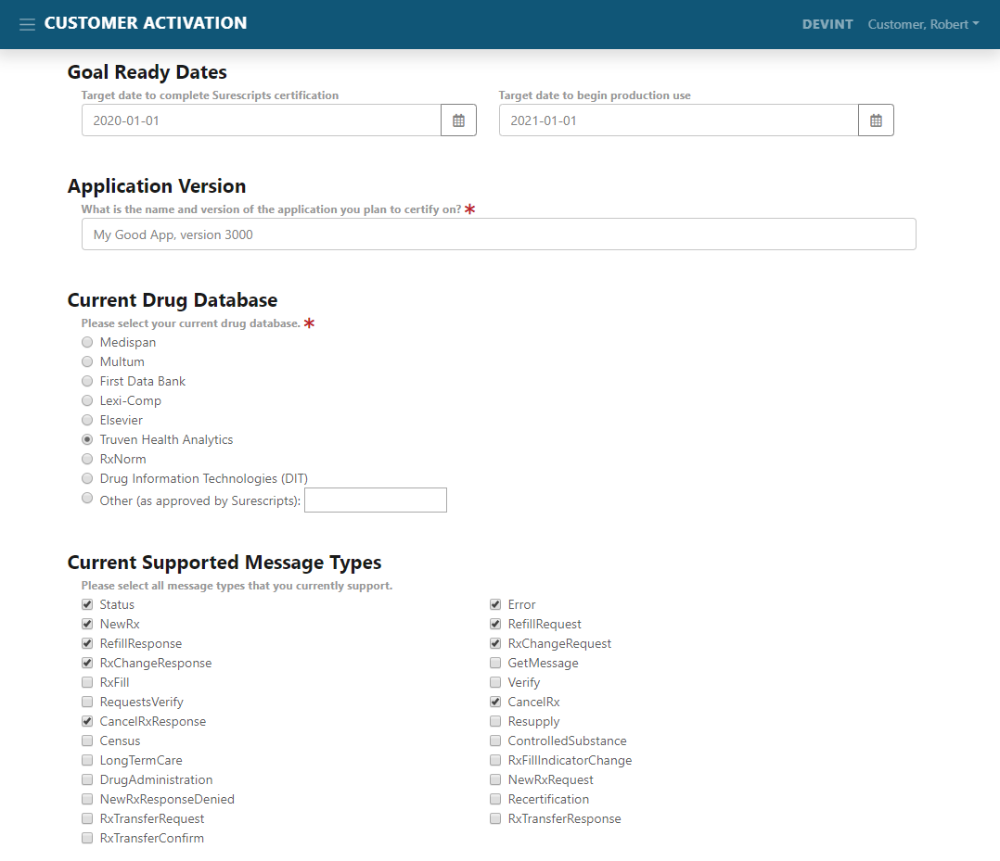 CUSTOMER ACTIVATION DEVINT Customer, Robert
Goal Ready Dates
Target date to complete Surescripts certification Target date to begin production use
2020-01-01 2021-01-01
Application Version
What is the name and version of the application you plan to certify on? *
My Good App, version 3000
Current Drug Database
Please select your current drug database. *
Medispan
Multum
First Data Bank
Lexi-Comp
Elsevier
Truven Health Analytics
RxNorm
Drug Information Technologies (DIT)
Other (as approved by Surescripts):
Current Supported Message Types
Please select all message types that you currently support.
Status Error
NewRx RefillRequest
RefillResponse RxChangeRequest
RxChangeResponse GetMessage
RxFill Verify
RequestsVerify CancelRx
CancelRxResponse Resupply
Census ControlledSubstance
LongTermCare RxFillIndicatorChange
DrugAdministration NewRxRequest
NewRxResponseDenied Recertification
RxTransferRequest RxTransferResponse
RxTransferConfirm